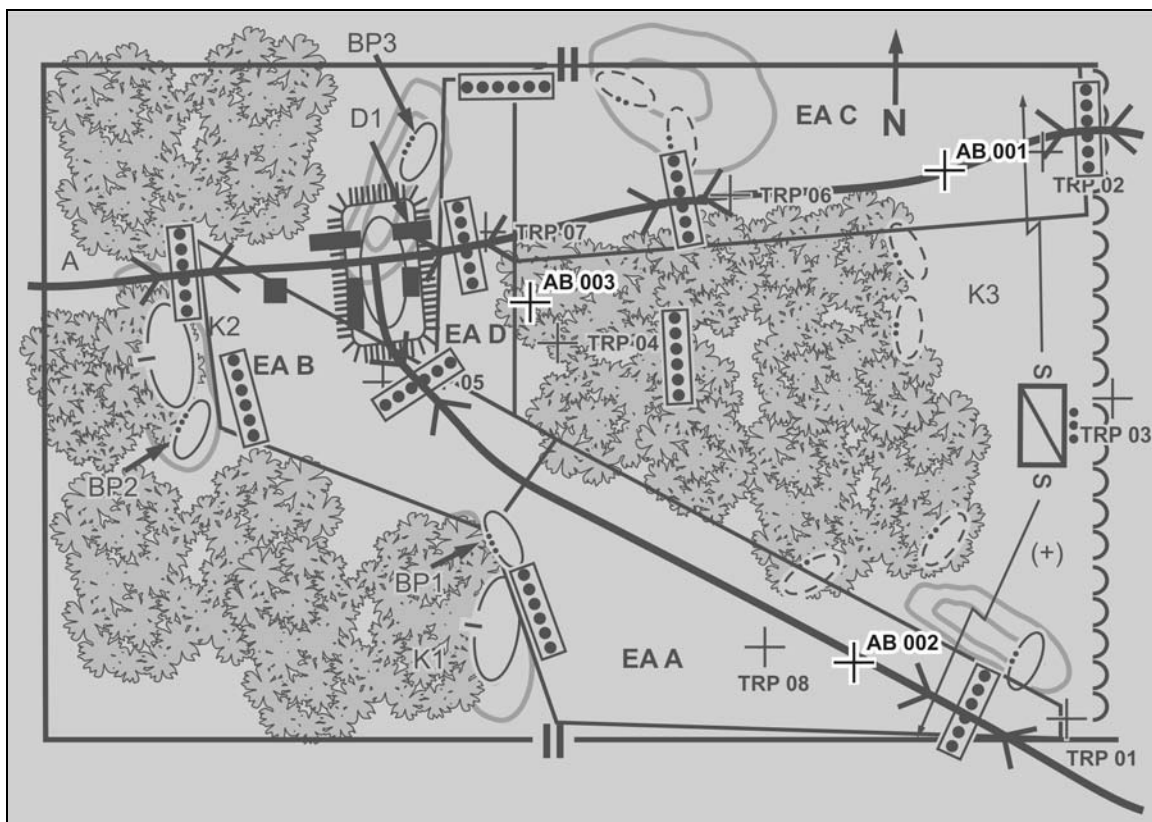 BP3
D1
EA C
N
AB 001
TRP 02
TRP 06
TRP 07
A
AB 003
K3
K2
EA D
EA B
TRP 04
05
S
TRP 03
S
BP2
(+)
BP1
K1
EA A
AB 002
TRP 08
TRP 01